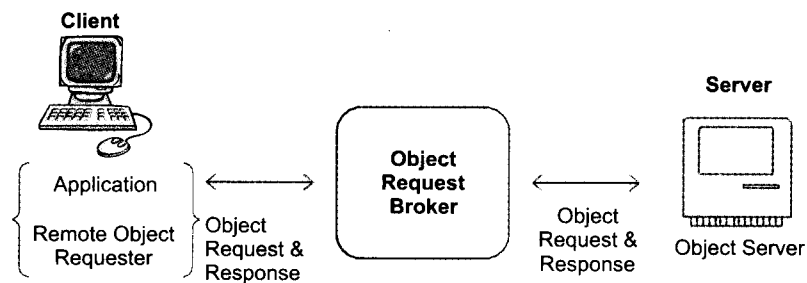 Client
Server
Object
Request
Broker
Application
Remote Object
Requester
Object
Request &
Response
Object
Request &
Response
Object Server